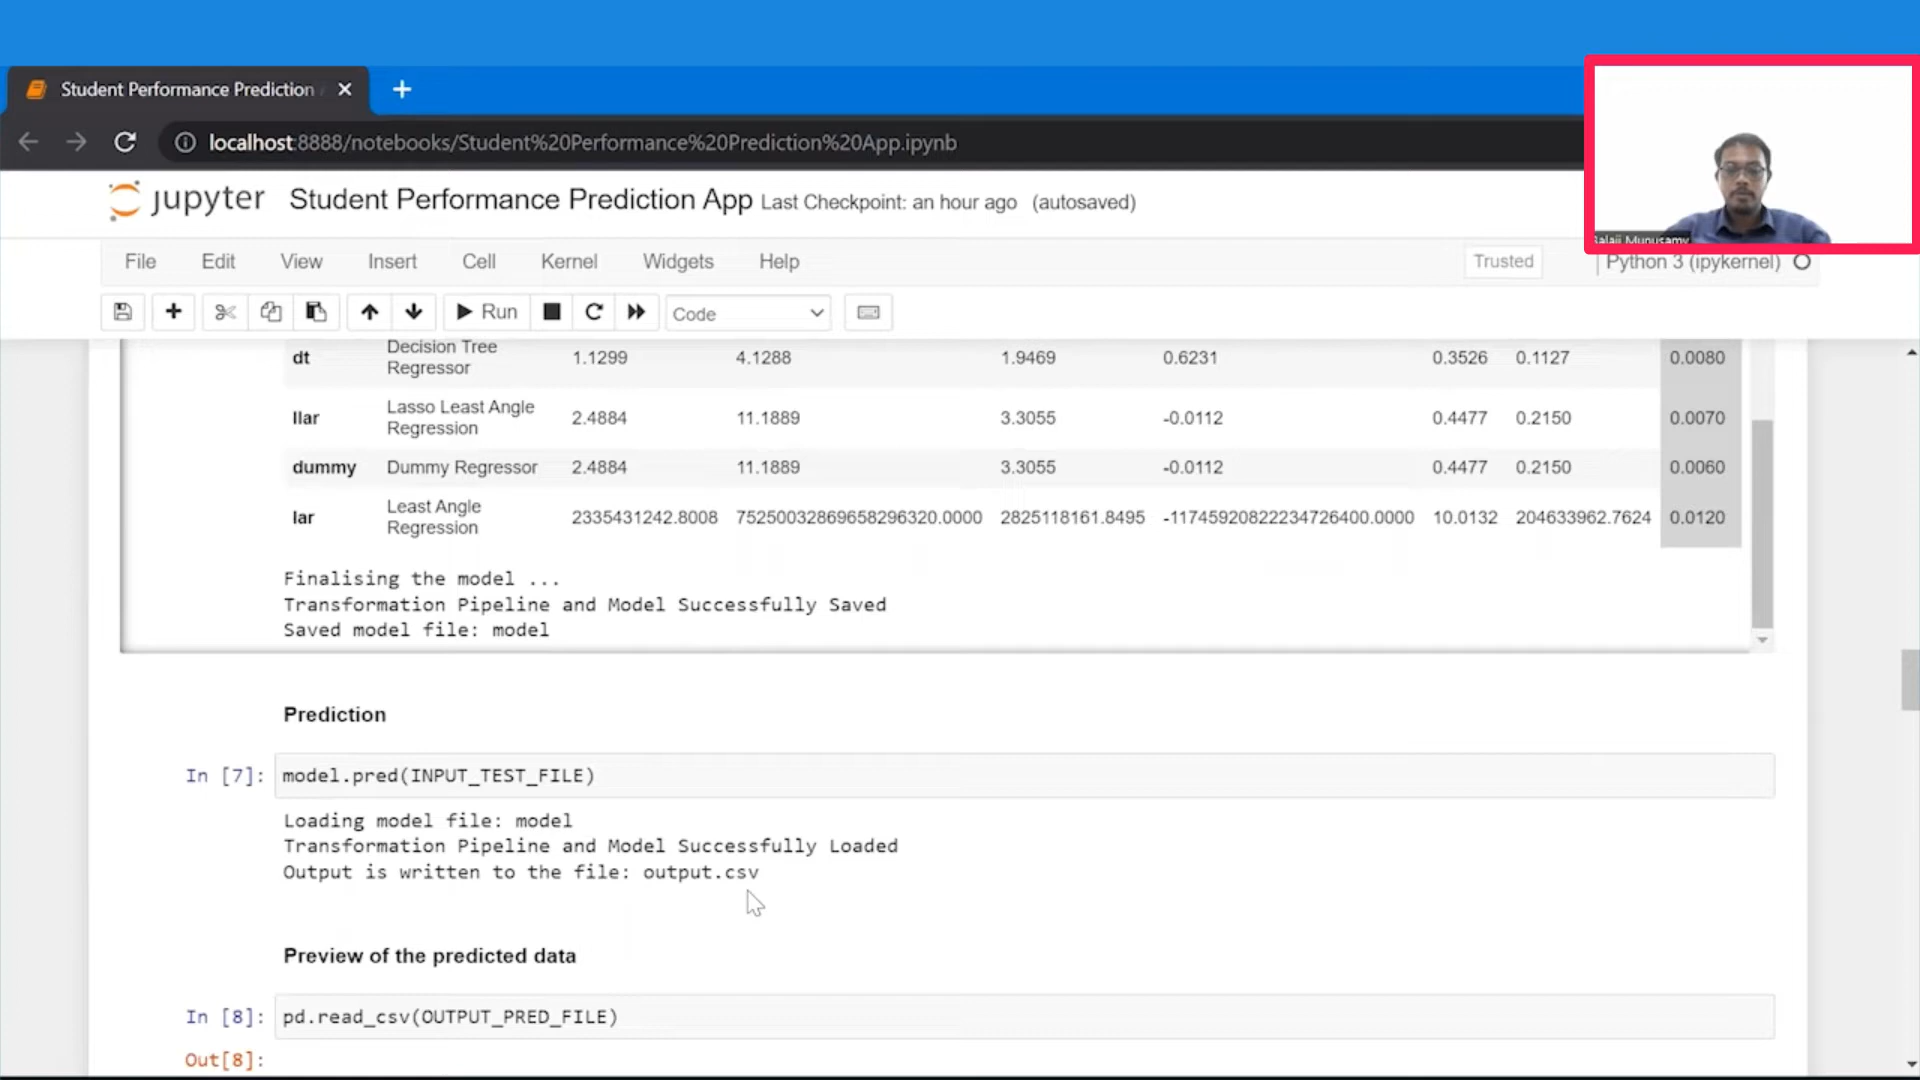 Student Performance Prediction
localhost:8888/notebooks/Student%20Performance%20Prediction%20App.ipynb
jupyter Student Performance Prediction App Last Checkpoint: an hour ago (autosaved)
Balaji Munusamy
File Edit View Insert Cell Kernel Widgets Help Trusted Python 3 (ipykernel)
Run Code
dt Decision Tree Regressor 1.1299 4.1288 1.9469 0.6231 0.3526 0.1127 0.0080
llar Lasso Least Angle Regression 2.4884 11.1889 3.3055 -0.0112 0.4477 0.2150 0.0070
dummy Dummy Regressor 2.4884 11.1889 3.3055 -0.0112 0.4477 0.2150 0.0060
lar Least Angle Regression 2335431242.8008 75250032869658296320.0000 2825118161.8495 -11745920822234726400.0000 10.0132 204633962.7624 0.0120
Finalising the model ...
Transformation Pipeline and Model Successfully Saved
Saved model file: model
Prediction
In [7]: model.pred(INPUT_TEST_FILE)
Loading model file: model
Transformation Pipeline and Model Successfully Loaded
Output is written to the file: output.csv
Preview of the predicted data
In [8]: pd.read_csv(OUTPUT_PRED_FILE)
Out[8]: